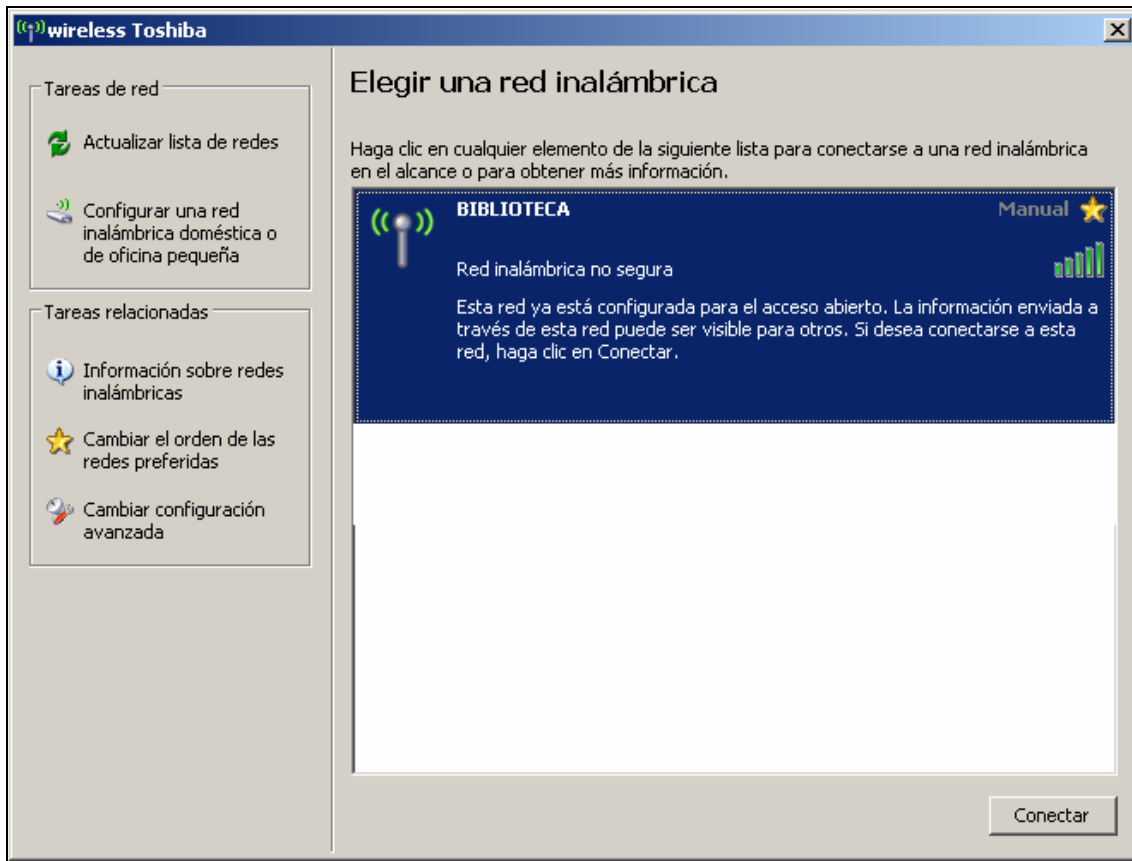 wireless Toshiba
Tareas de red
Actualizar lista de redes
Configurar una red
inalámbrica doméstica o
de oficina pequeña
Tareas relacionadas
Información sobre redes
inalámbricas
Cambiar el orden de las
redes preferidas
Cambiar configuración
avanzada
Elegir una red inalámbrica
Haga clic en cualquier elemento de la siguiente lista para conectarse a una red inalámbrica
en el alcance o para obtener más información.
BIBLIOTECA
Manual
Red inalámbrica no segura
Esta red ya está configurada para el acceso abierto. La información enviada a
través de esta red puede ser visible para otros. Si desea conectarse a esta
red, haga clic en Conectar.
Conectar